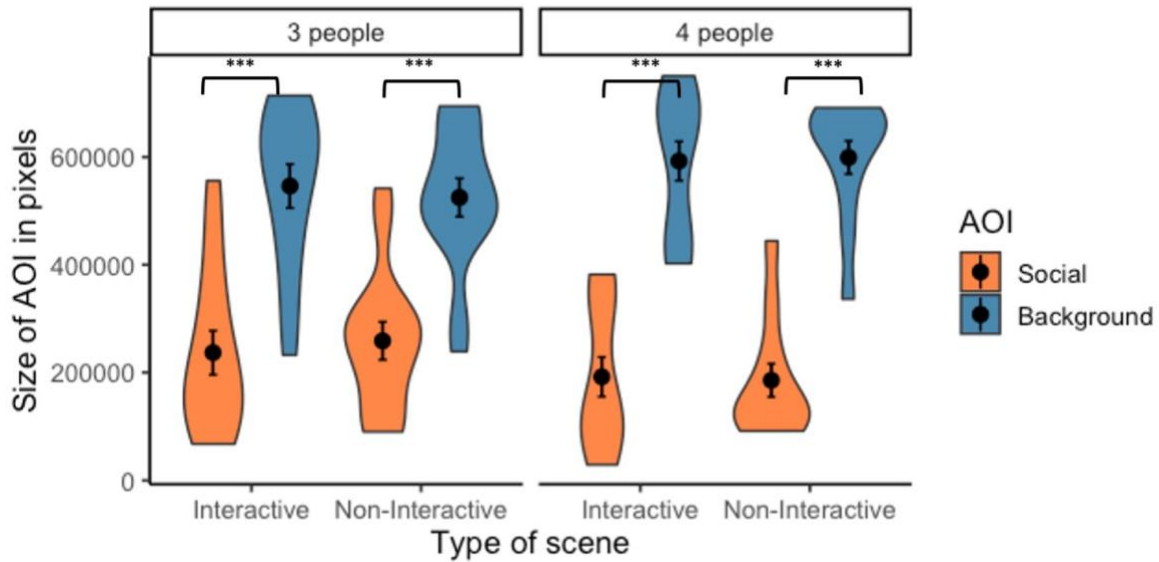 3 people
4 people
*** *** *** ***
Size of AOI in pixels
600000
400000
200000
0
Interactive Non-Interactive Interactive Non-Interactive
Type of scene
AOI
Social
Background